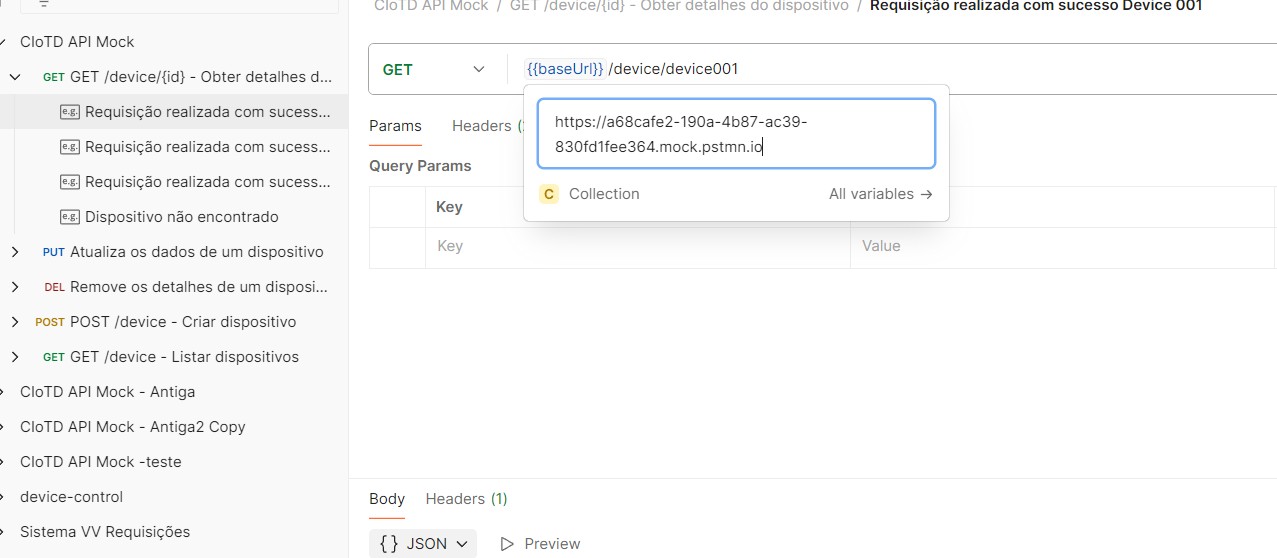 CIoTD API Mock / GET /device/{id} - Obter detalhes do dispositivo / Requisição realizada com sucesso Device 001
CIoTD API Mock
GET GET /device/{id} - Obter detalhes d...
e.g. Requisição realizada com sucess...
e.g. Requisição realizada com sucess...
e.g. Requisição realizada com sucess...
e.g. Dispositivo não encontrado
PUT Atualiza os dados de um dispositivo
DEL Remove os detalhes de um disposi...
POST POST /device - Criar dispositivo
GET GET /device - Listar dispositivos
CIoTD API Mock - Antiga
CIoTD API Mock - Antiga2 Copy
CIoTD API Mock -teste
device-control
Sistema VV Requisições
GET {{baseUrl}}/device/device001
https://a68cafe2-190a-4b87-ac39-
830fd1fee364.mock.pstmn.io
C Collection All variables →
Params Headers
Query Params
Key
Key Value
Body Headers (1)
{} JSON Preview